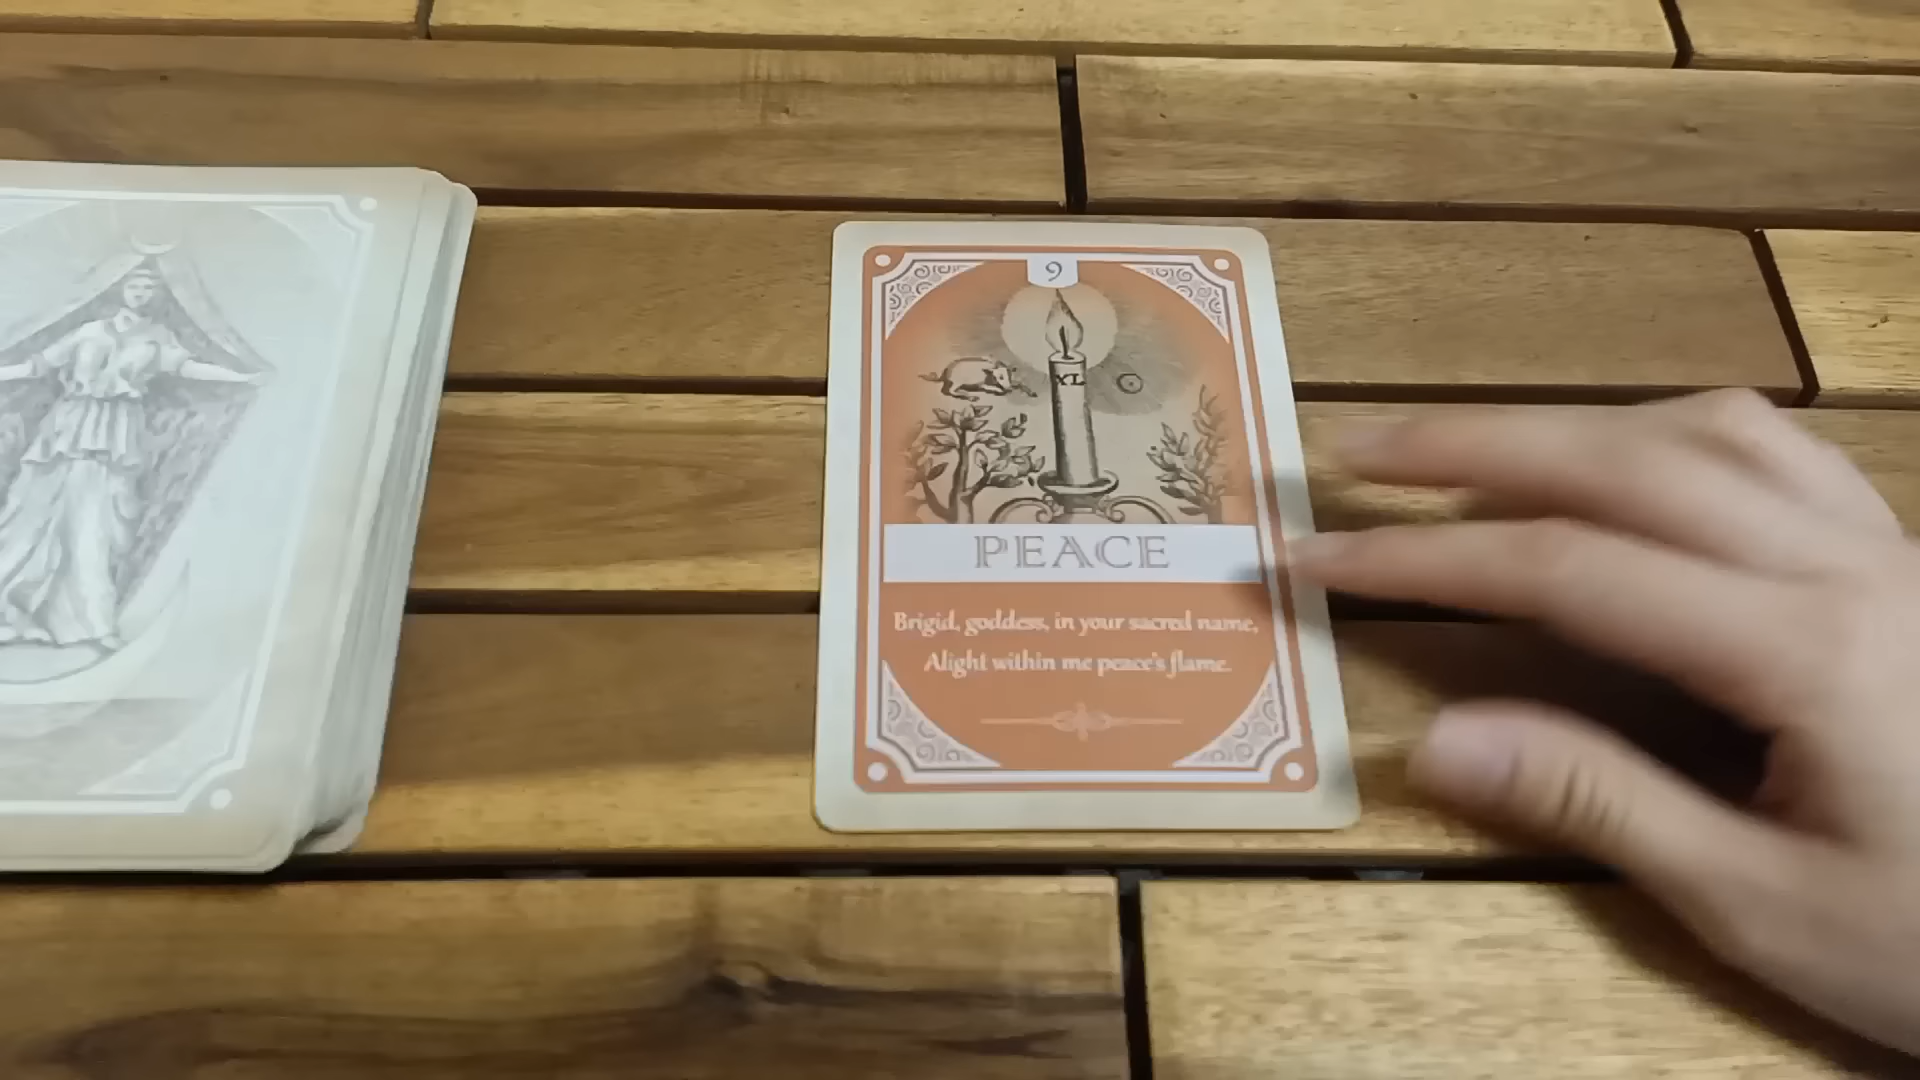 9
XL
PEACE
Brigid, goddess, in your sacred name,
Alight within me peace's flame.